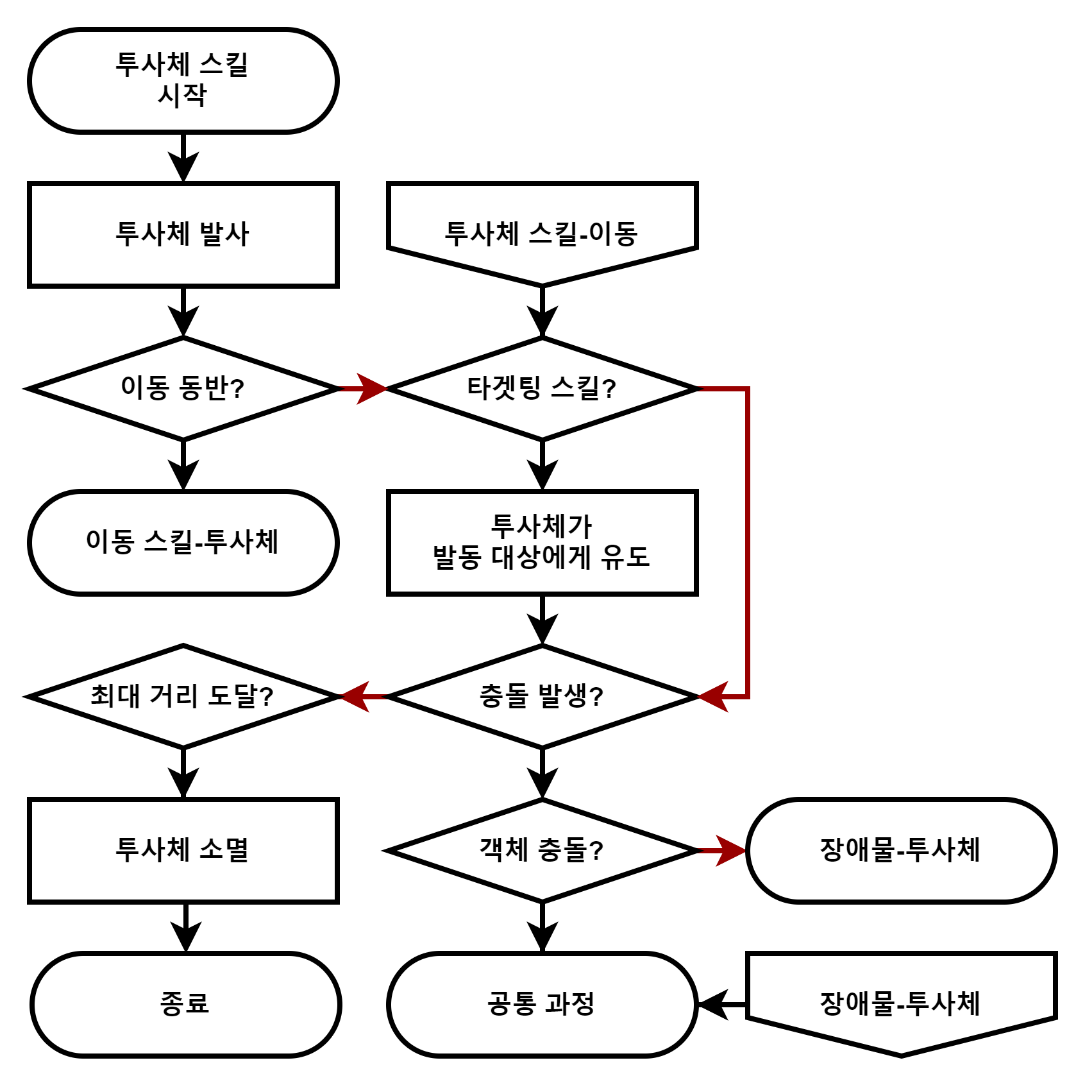 투사체 스킬
시작
투사체 발사
투사체 스킬-이동
이동 동반?
타겟팅 스킬?
이동 스킬-투사체
투사체가
발동 대상에게 유도
최대 거리 도달?
충돌 발생?
투사체 소멸
객체 충돌?
장애물-투사체
종료
공통 과정
장애물-투사체